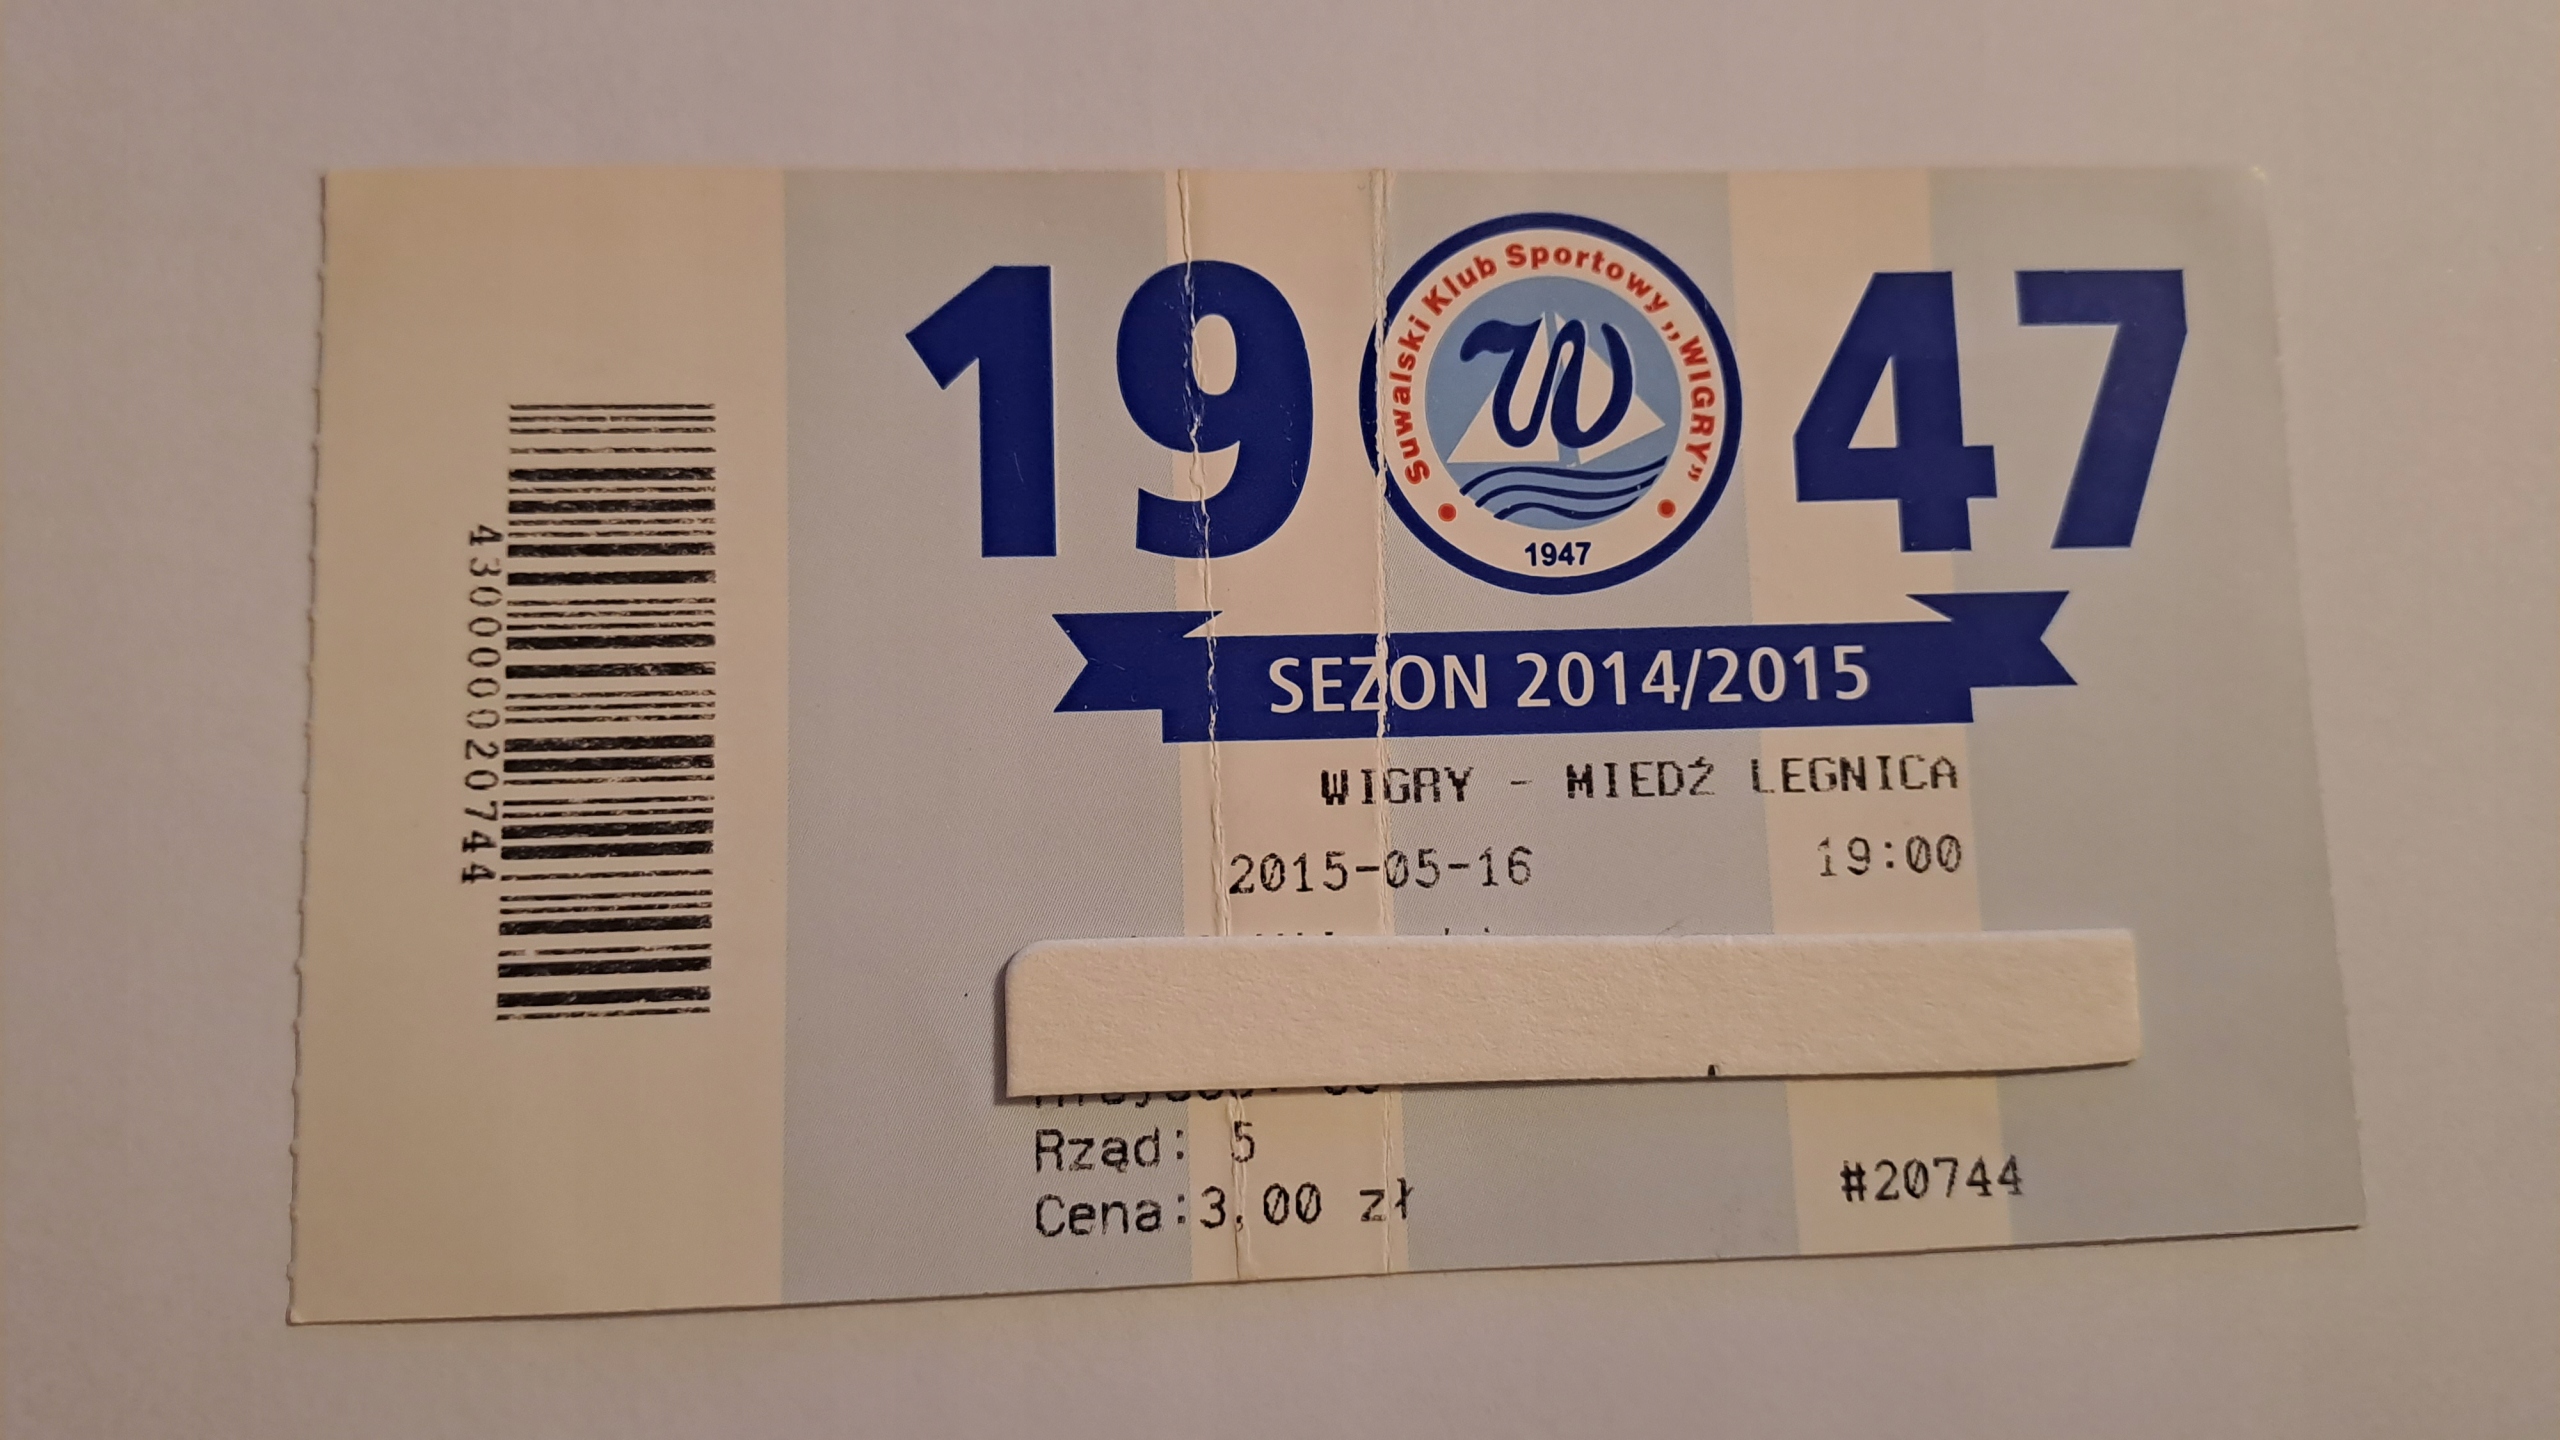 4300000020744
19 47
Suwalski Klub Sportowy ,,WIGRY"
1947
SEZON 2014/2015
WIGRY - MIEDŹ LEGNICA
2015-05-16 19:00
Rząd: 5
Cena:3,00 zł
#20744